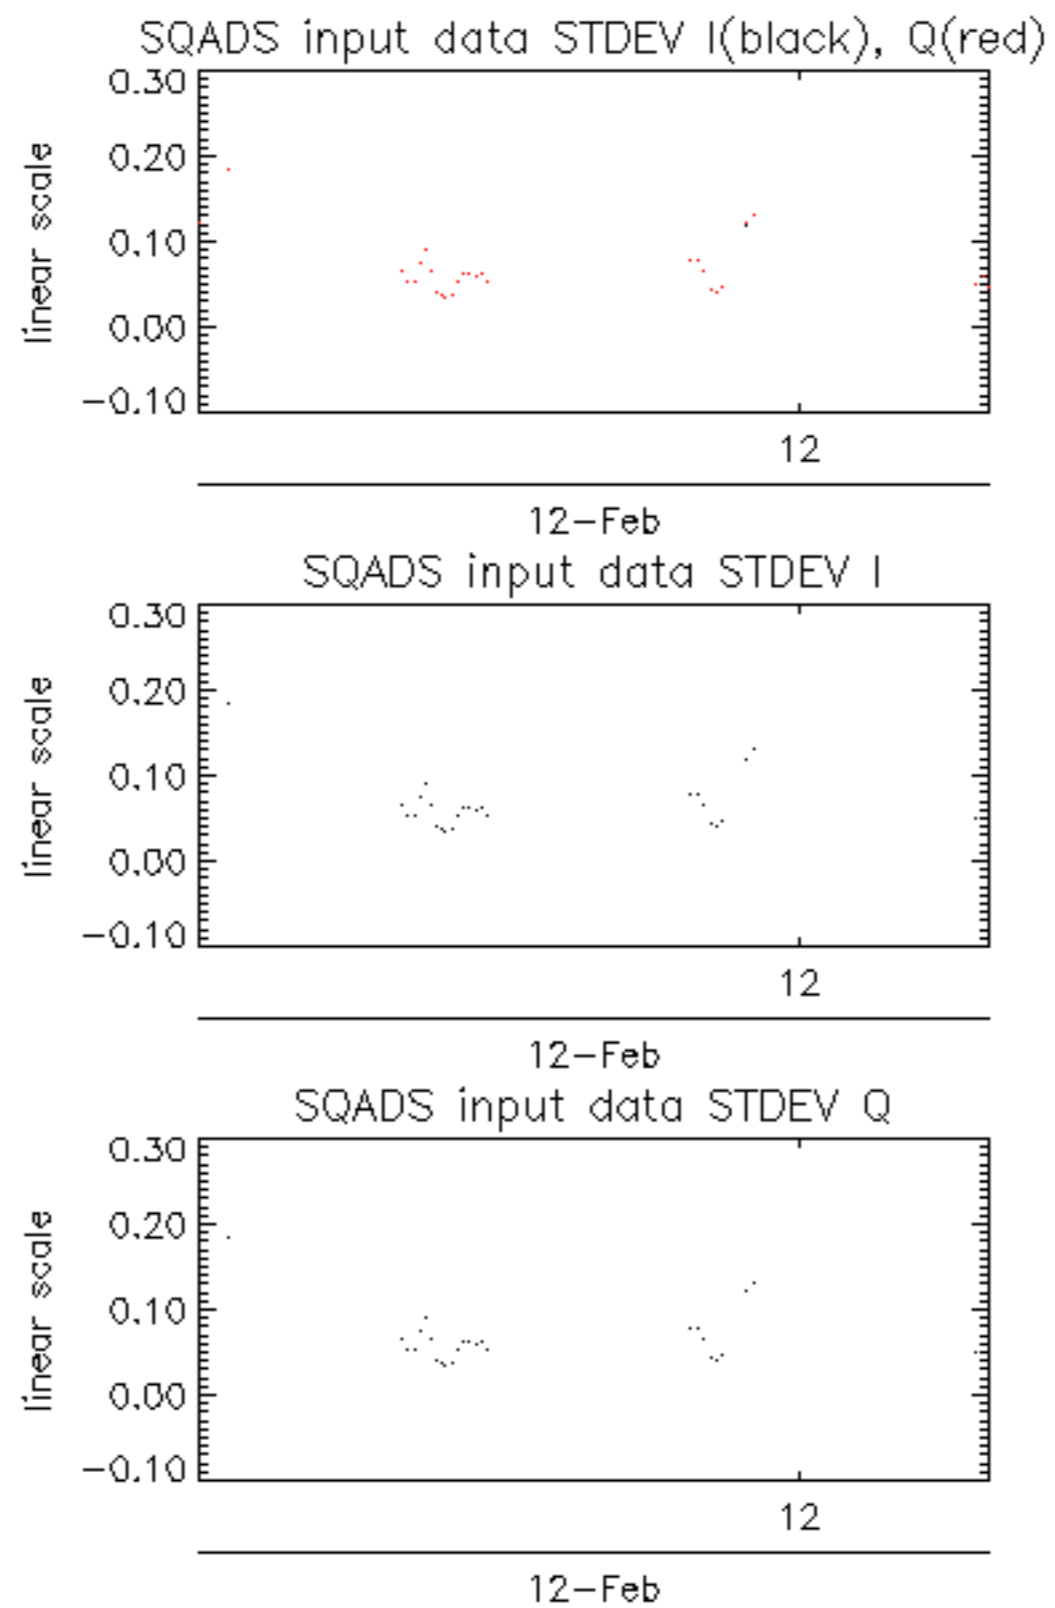 SQADS input data STDEV I(black), Q(red)
0.30
0.20
0.10
0.00
-0.10
linear scale
12
12-Feb
SQADS input data STDEV I
0.30
0.20
0.10
0.00
-0.10
linear scale
12
12-Feb
SQADS input data STDEV Q
0.30
0.20
0.10
0.00
-0.10
linear scale
12
12-Feb